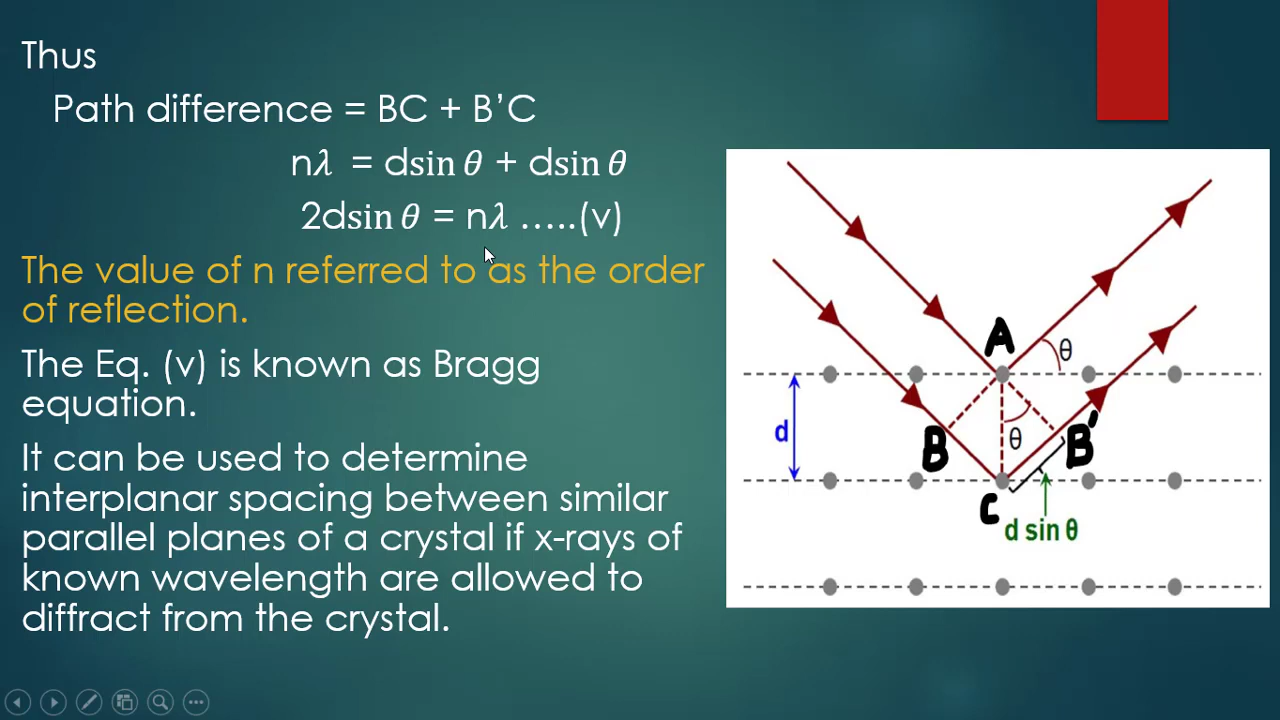 Thus
Path difference = BC + B’C
n𝜆 = dsin 𝜃 + dsin 𝜃
2dsin 𝜃 = n𝜆 …..(v)
The value of n referred to as the order
of reflection.
The Eq. (v) is known as Bragg
equation.
It can be used to determine
interplanar spacing between similar
parallel planes of a crystal if x-rays of
known wavelength are allowed to
diffract from the crystal.
A
θ
d
θ
B
B'
C
d sin θ